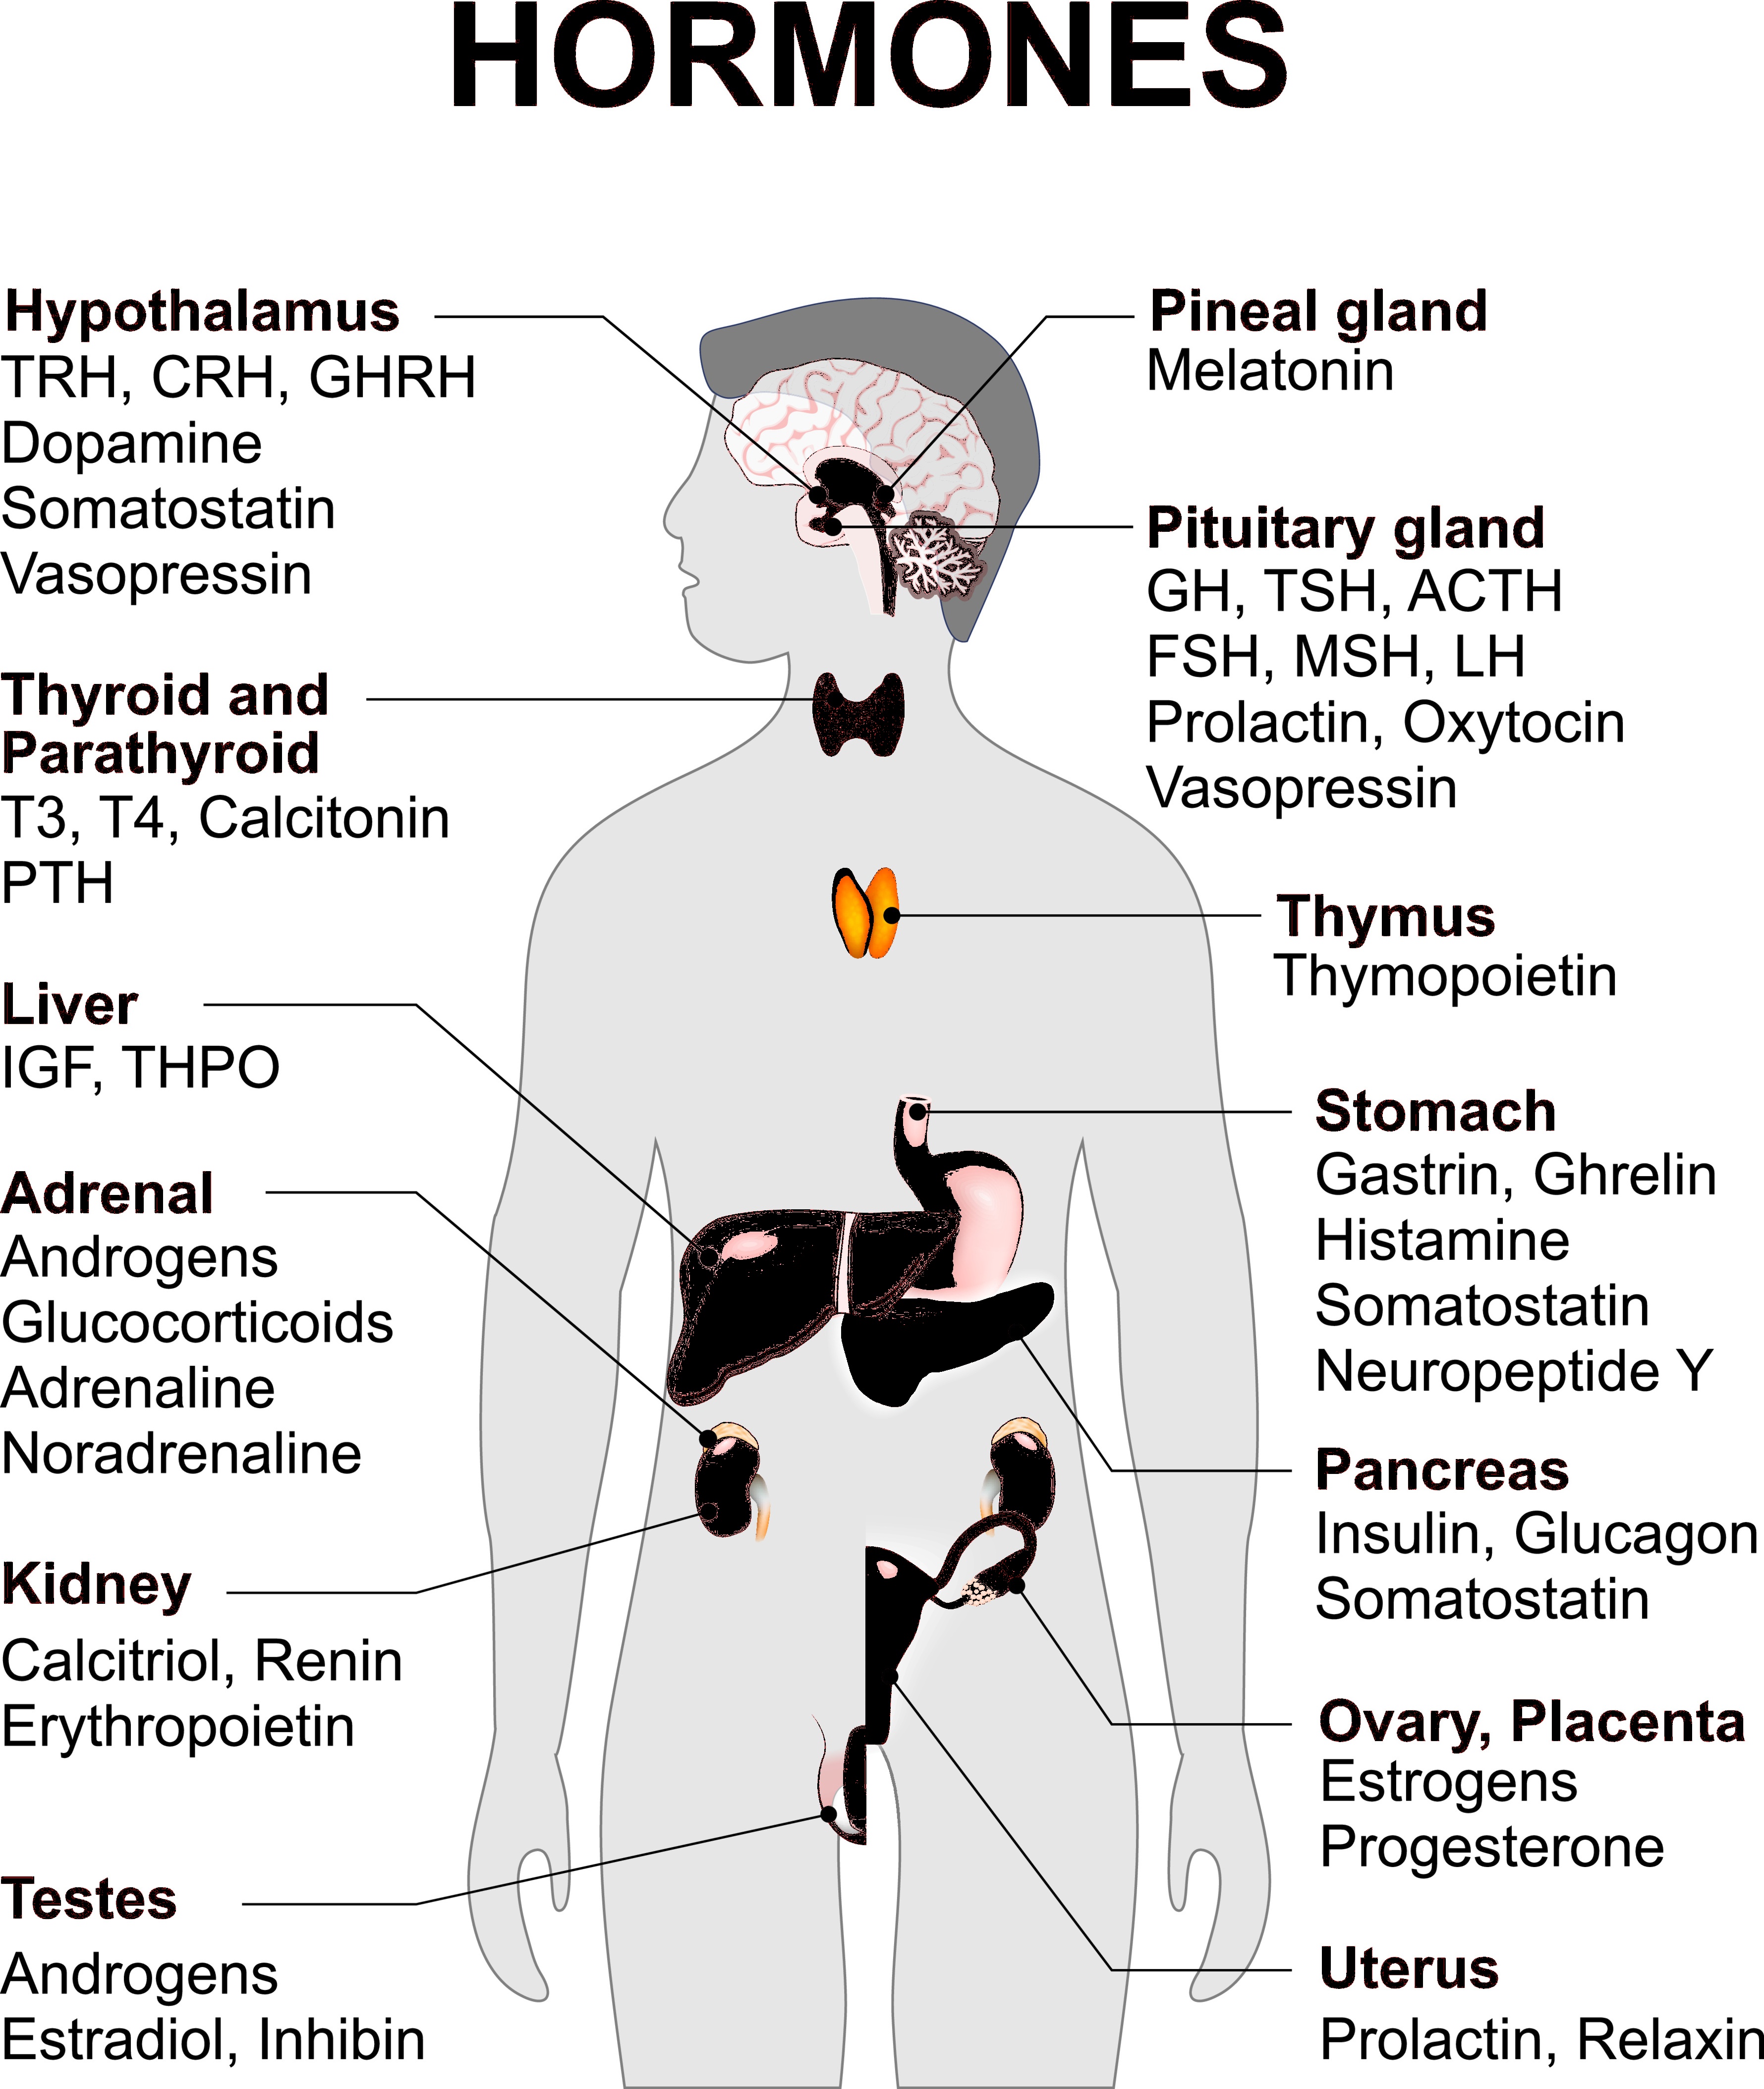 HORMONES
Hypothalamus
TRH, CRH, GHRH
Dopamine
Somatostatin
Vasopressin
Thyroid and
Parathyroid
T3, T4, Calcitonin
PTH
Liver
IGF, THPO
Adrenal
Androgens
Glucocorticoids
Adrenaline
Noradrenaline
Kidney
Calcitriol, Renin
Erythropoietin
Testes
Androgens
Estradiol, Inhibin
Pineal gland
Melatonin
Pituitary gland
GH, TSH, ACTH
FSH, MSH, LH
Prolactin, Oxytocin
Vasopressin
Thymus
Thymopoietin
Stomach
Gastrin, Ghrelin
Histamine
Somatostatin
Neuropeptide Y
Pancreas
Insulin, Glucagon
Somatostatin
Ovary, Placenta
Estrogens
Progesterone
Uterus
Prolactin, Relaxin